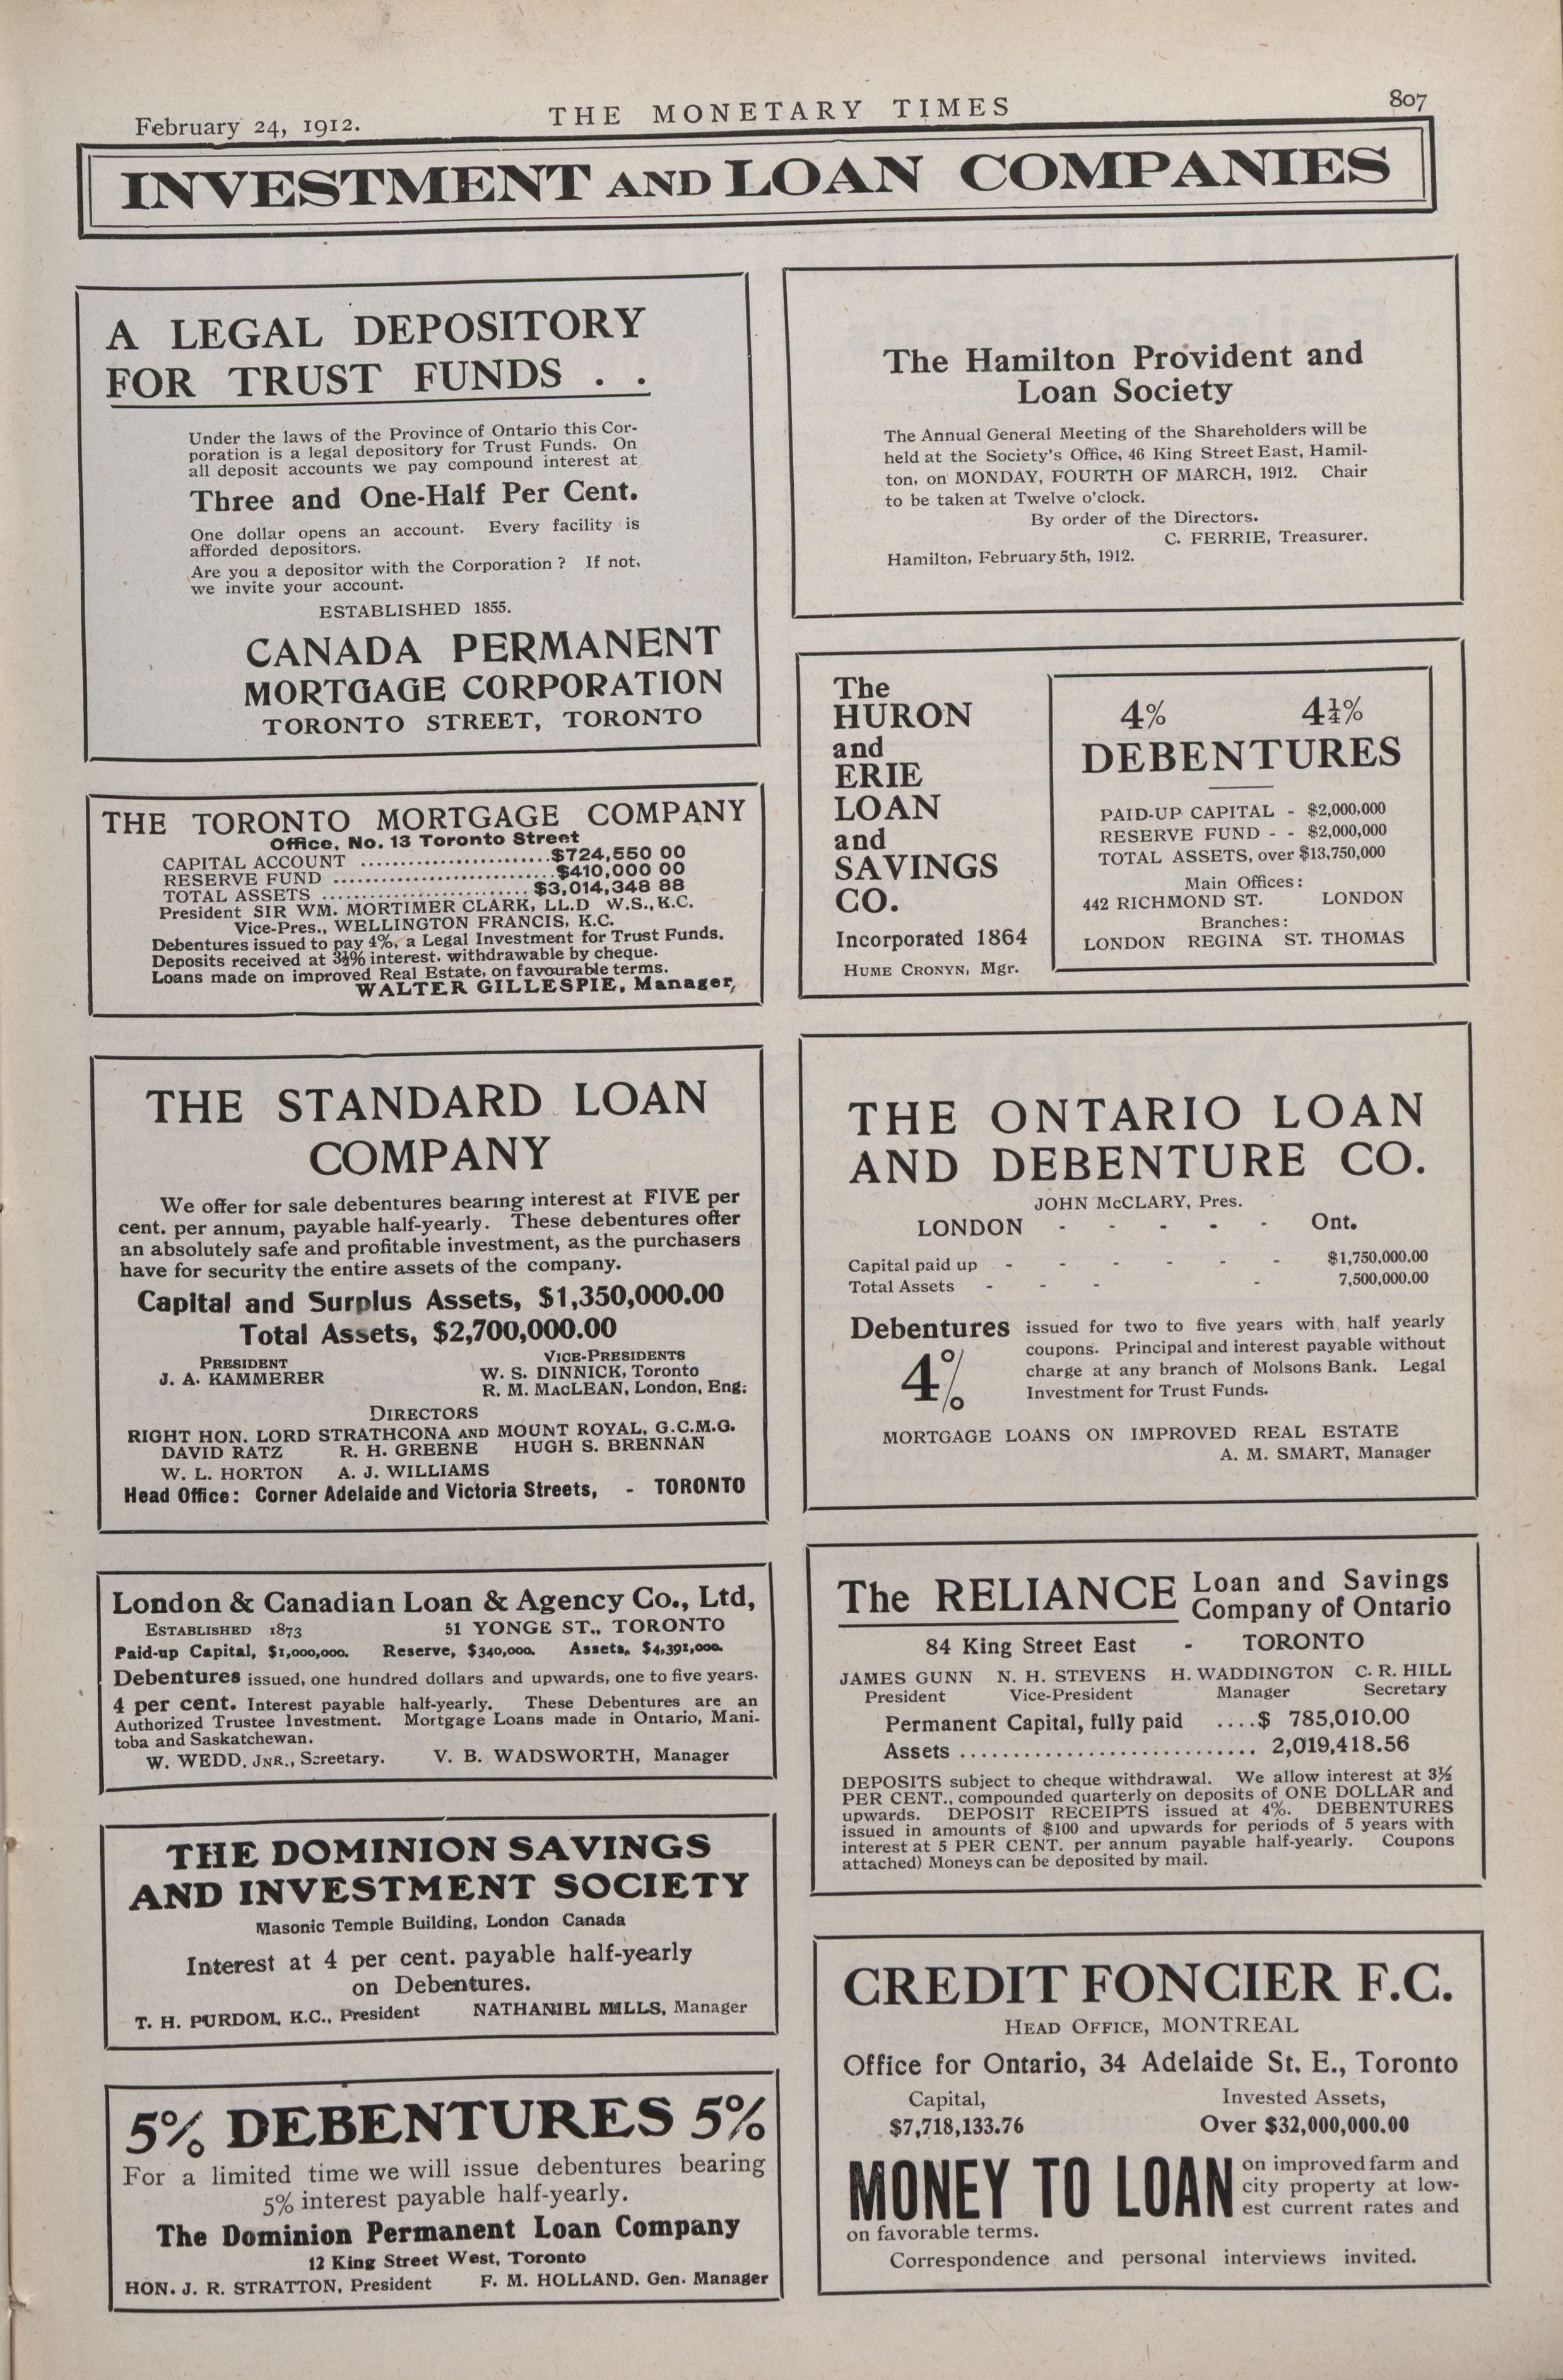 February 24, 1912.
THE MONETARY TIMES
807
INVESTMENT AND LOAN COMPANIES
A LEGAL DEPOSITORY
FOR TRUST FUNDS . .
Under the laws of the Province of Ontario this Cor-
poration is a legal depository for Trust Funds. On
all deposit accounts we pay compound interest at
Three and One-Half Per Cent.
One dollar opens an account. Every facility is
afforded depositors.
Are you a depositor with the Corporation? If not,
we invite your account.
ESTABLISHED 1855.
CANADA PERMANENT
MORTGAGE CORPORATION
TORONTO STREET, TORONTO
THE TORONTO MORTGAGE COMPANY
Office, No. 13 Toronto Street
CAPITAL ACCOUNT ........................$724,550 00
RESERVE FUND ............................$410,000 00
TOTAL ASSETS ..........................$3,014,348 88
President SIR WM. MORTIMER CLARK, LL.D W.S., K.C.
Vice-Pres., WELLINGTON FRANCIS, K.C.
Debentures issued to pay 4%, a Legal Investment for Trust Funds.
Deposits received at 3½% interest, withdrawable by cheque.
Loans made on improved Real Estate, on favourable terms.
WALTER GILLESPIE, Manager,
THE STANDARD LOAN
COMPANY
We offer for sale debentures bearing interest at FIVE per
cent. per annum, payable half-yearly. These debentures offer
an absolutely safe and profitable investment, as the purchasers
have for security the entire assets of the company.
Capital and Surplus Assets, $1,350,000.00
Total Assets, $2,700,000.00
PRESIDENT
J. A. KAMMERER
VICE-PRESIDENTS
W. S. DINNICK, Toronto
R. M. MACLEAN, London, Eng.
DIRECTORS
RIGHT HON. LORD STRATHCONA AND MOUNT ROYAL, G.C.M.G.
DAVID RATZ R. H. GREENE HUGH S. BRENNAN
W. L. HORTON A. J. WILLIAMS
Head Office: Corner Adelaide and Victoria Streets, - TORONTO
London & Canadian Loan & Agency Co., Ltd,
ESTABLISHED 1873 51 YONGE ST., TORONTO
Paid-up Capital, $1,000,000. Reserve, $340,000. Assets, $4,391,000.
Debentures issued, one hundred dollars and upwards, one to five years.
4 per cent. Interest payable half-yearly. These Debentures are an
Authorized Trustee Investment. Mortgage Loans made in Ontario, Mani-
toba and Saskatchewan.
W. WEDD, JNR., Screetary. V. B. WADSWORTH, Manager
THE DOMINION SAVINGS
AND INVESTMENT SOCIETY
Masonic Temple Building, London Canada
Interest at 4 per cent. payable half-yearly
on Debentures.
T. H. PURDOM, K.C., President NATHANIEL MILLS, Manager
5% DEBENTURES 5%
For a limited time we will issue debentures bearing
5% interest payable half-yearly.
The Dominion Permanent Loan Company
12 King Street West, Toronto
HON. J. R. STRATTON, President F. M. HOLLAND. Gen. Manager
The Hamilton Provident and
Loan Society
The Annual General Meeting of the Shareholders will be
held at the Society's Office, 46 King Street East, Hamil-
ton, on MONDAY, FOURTH OF MARCH, 1912. Chair
to be taken at Twelve o'clock.
By order of the Directors.
C. FERRIE, Treasurer.
Hamilton, February 5th, 1912.
The
HURON
and
ERIE
LOAN
and
SAVINGS
CO.
Incorporated 1864
HUME CRONYN, Mgr.
4% 4¼%
DEBENTURES
PAID-UP CAPITAL - $2,000,000
RESERVE FUND - - $2,000,000
TOTAL ASSETS, over $13,750,000
Main Offices:
442 RICHMOND ST. LONDON
Branches:
LONDON REGINA ST. THOMAS
THE ONTARIO LOAN
AND DEBENTURE CO.
JOHN McCLARY, Pres.
LONDON - - - - - Ont.
Capital paid up - - - - - - $1,750,000.00
Total Assets - - - - 7,500,000.00
Debentures issued for two to five years with half yearly
4% coupons. Principal and interest payable without
charge at any branch of Molsons Bank. Legal
Investment for Trust Funds.
MORTGAGE LOANS ON IMPROVED REAL ESTATE
A. M. SMART, Manager
The RELIANCE Loan and Savings
Company of Ontario
84 King Street East - TORONTO
JAMES GUNN N. H. STEVENS H. WADDINGTON C. R. HILL
President Vice-President Manager Secretary
Permanent Capital, fully paid ....$ 785,010.00
Assets ............................ 2,019,418.56
DEPOSITS subject to cheque withdrawal. We allow interest at 3½
PER CENT., compounded quarterly on deposits of ONE DOLLAR and
upwards. DEPOSIT RECEIPTS issued at 4%. DEBENTURES
issued in amounts of $100 and upwards for periods of 5 years with
interest at 5 PER CENT. per annum payable half-yearly. Coupons
attached) Moneys can be deposited by mail.
CREDIT FONCIER F.C.
HEAD OFFICE, MONTREAL
Office for Ontario, 34 Adelaide St. E., Toronto
Capital, Invested Assets,
$7,718,133.76 Over $32,000,000.00
MONEY TO LOAN on improved farm and
city property at low-
est current rates and
on favorable terms.
Correspondence and personal interviews invited.